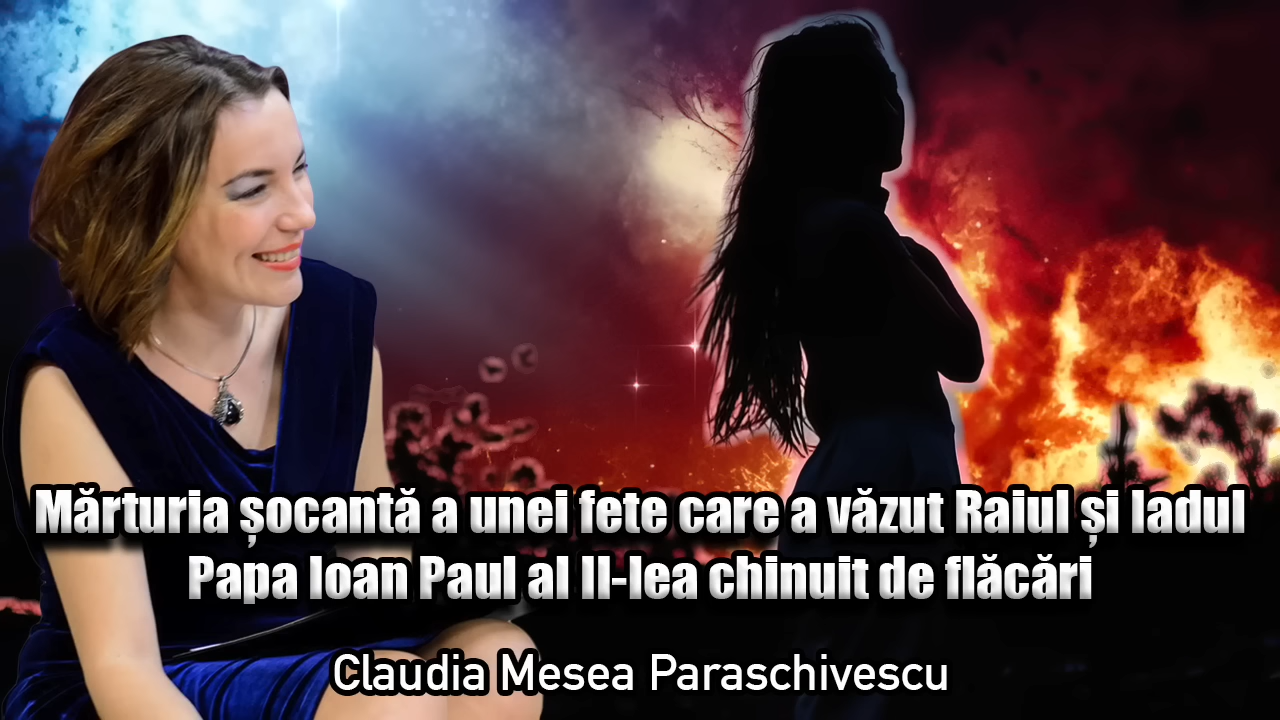 Mărturia șocantă a unei fete care a văzut Raiul și Iadul
Papa Ioan Paul al II-lea chinuit de flăcări
Claudia Mesea Paraschivescu